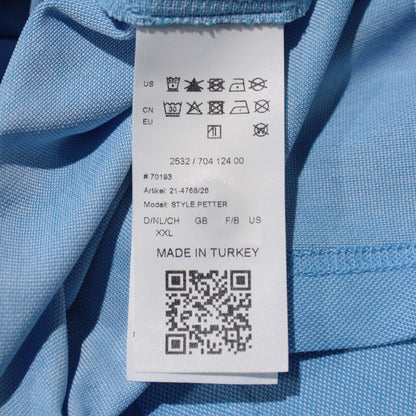 US
CN
30
EU
2532 / 704 124 00
# 70193
Artikel: 21-4768/26
Modell: STYLE PETTER
D/NL/CH GB F/B US
XXL
MADE IN TURKEY